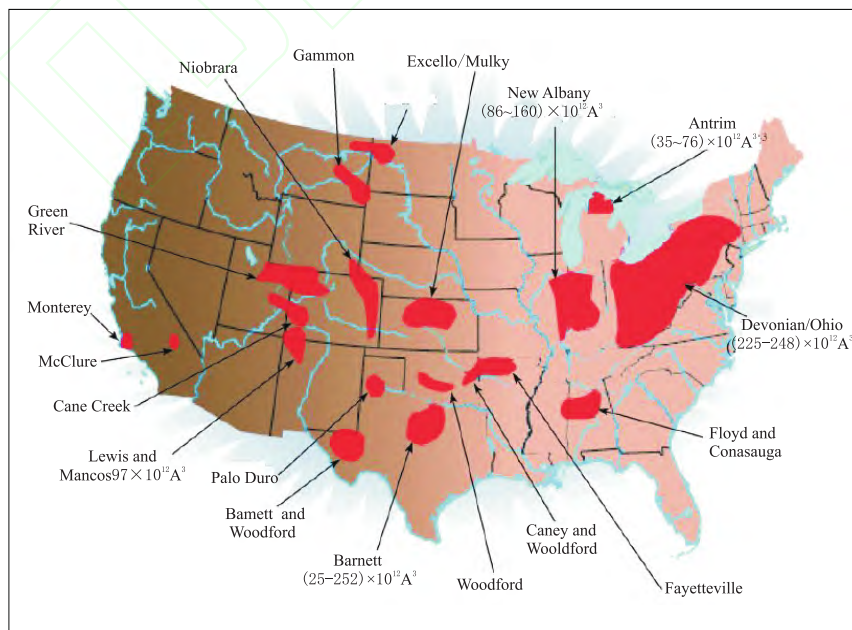 Gammon
Niobrara
Excello/Mulky
New Albany
(86~160) ×10¹²A³
Antrim
(35~76)×10¹²A³·³
Green
River
Monterey
McClure
Devonian/Ohio
(225-248)×10¹²A³
Cane Creek
Lewis and
Mancos97×10¹²A³
Palo Duro
Bamett and
Woodford
Barnett
(25-252)×10¹²A³
Woodford
Caney and
Wooldford
Floyd and
Conasauga
Fayetteville